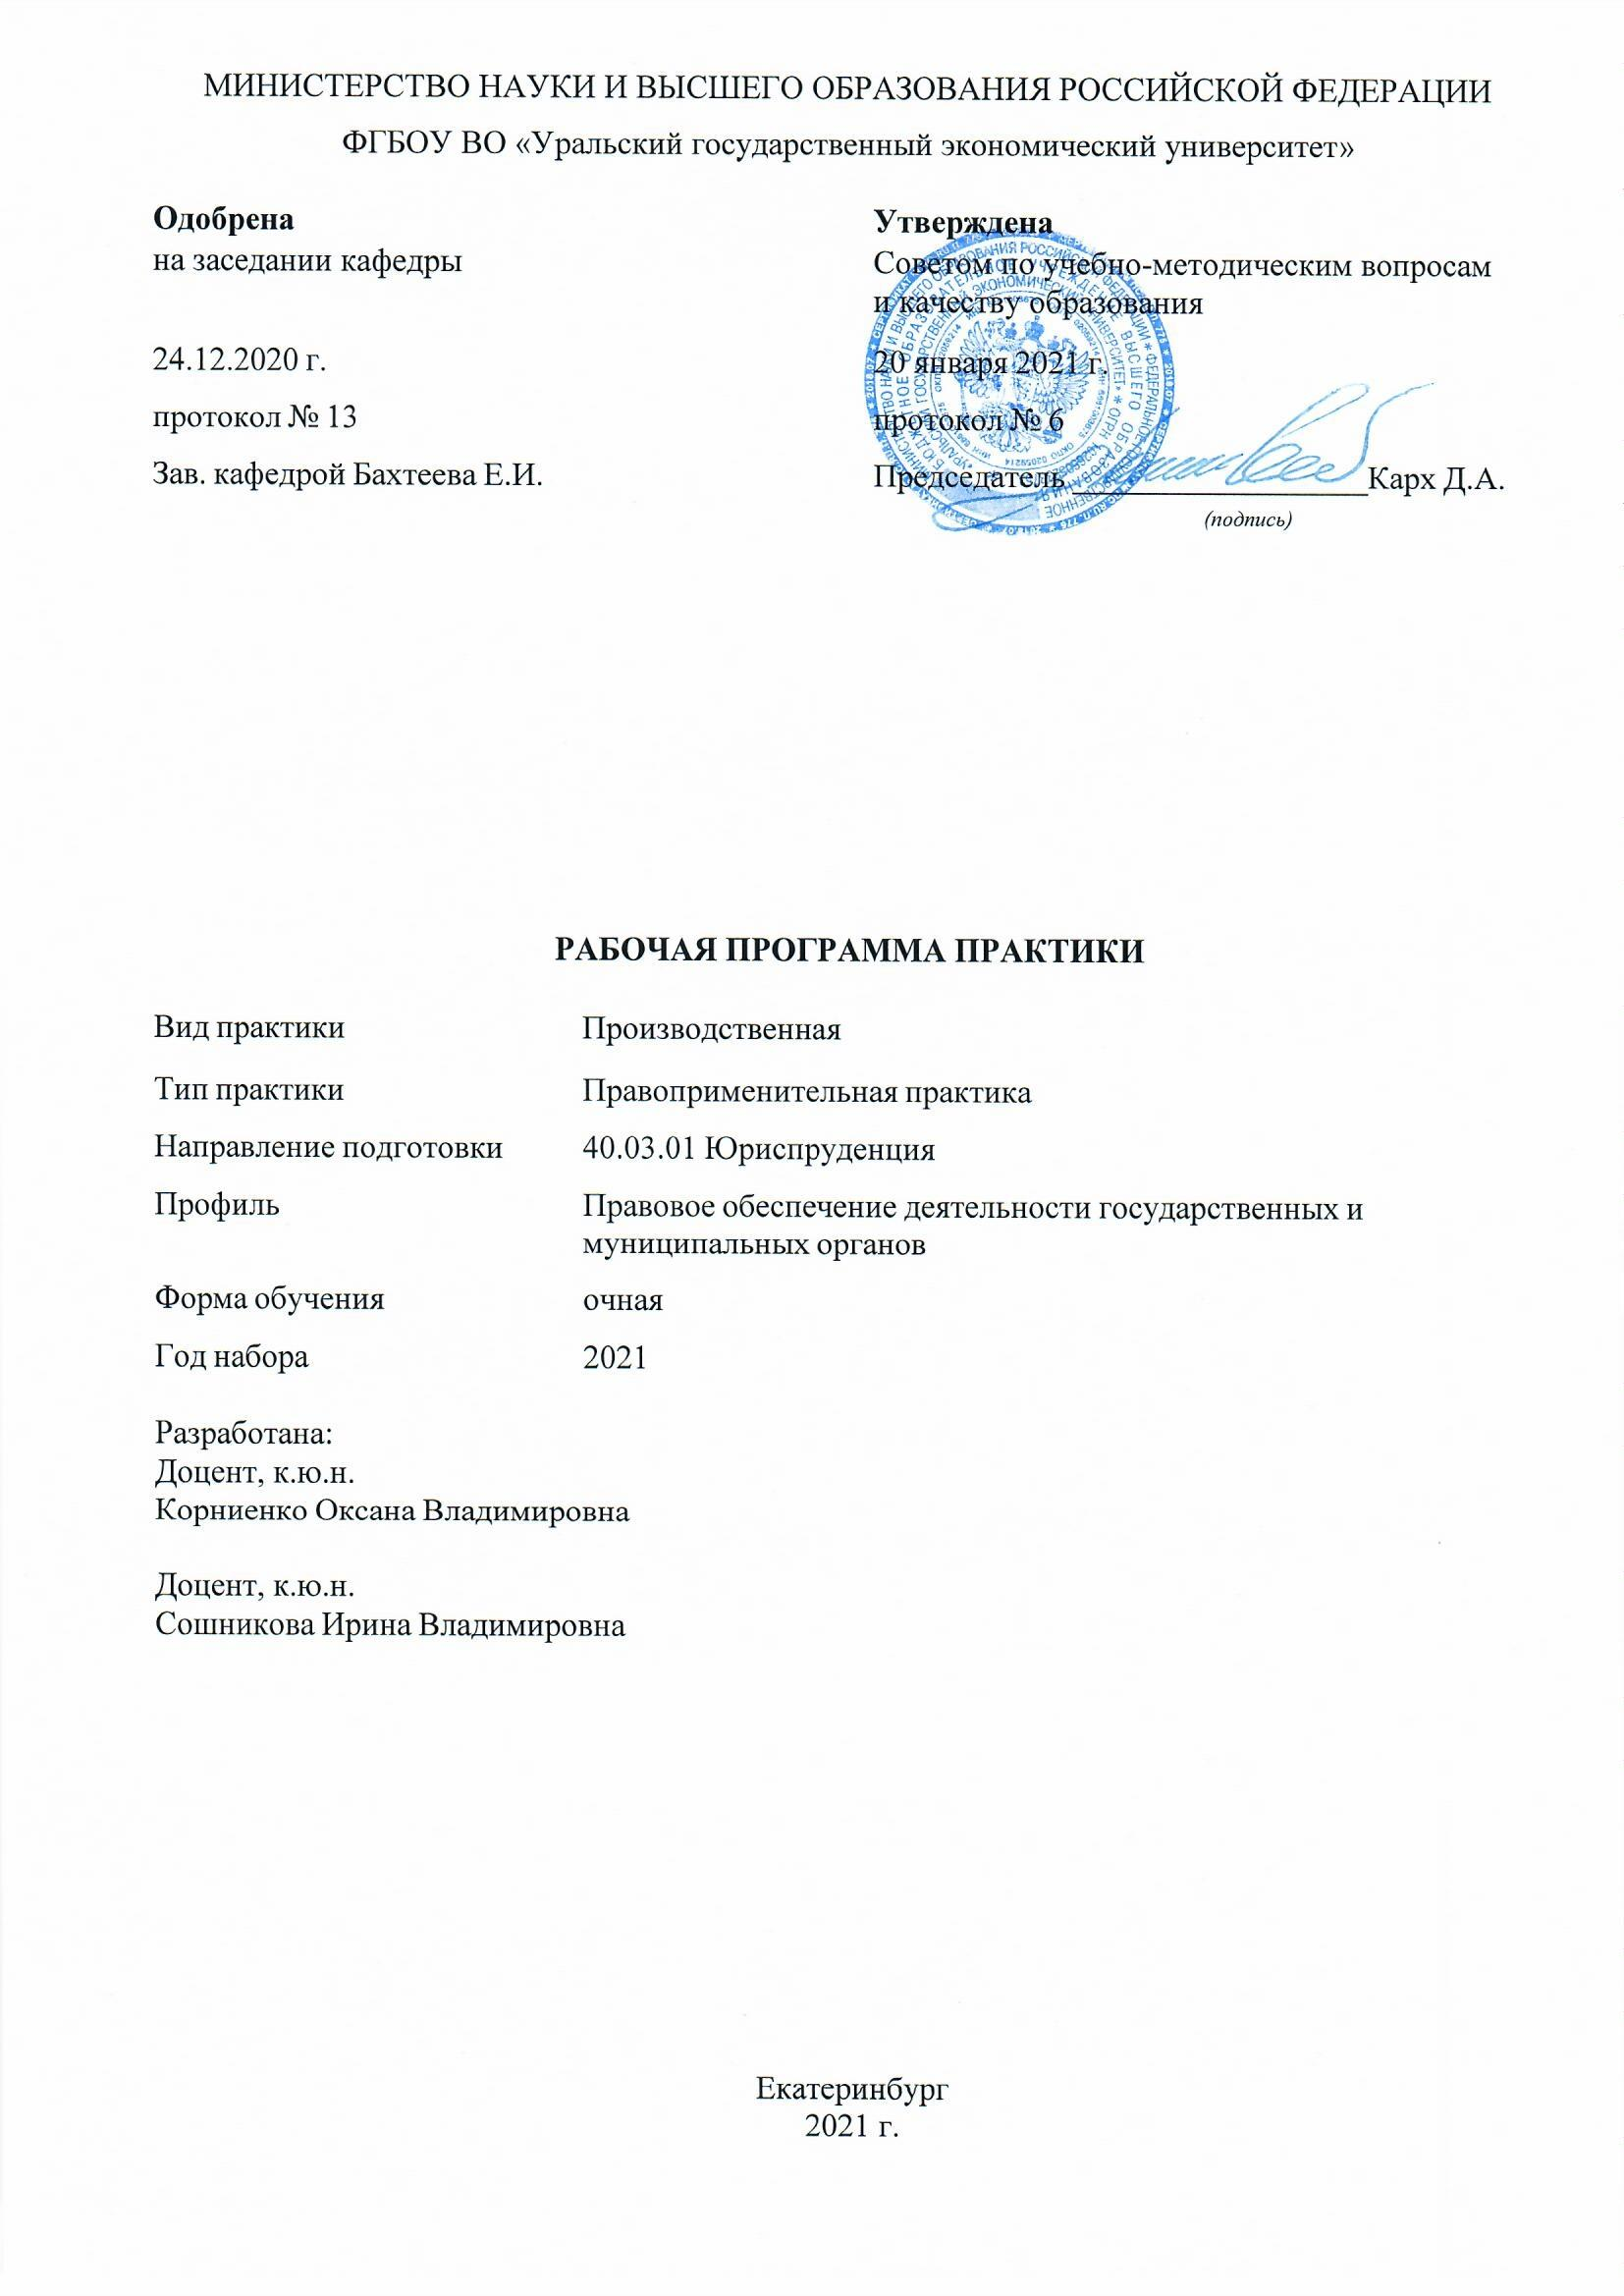 МИНИСТЕРСТВО НАУКИ И ВЫСШЕГО ОБРАЗОВАНИЯ РОССИЙСКОЙ ФЕДЕРАЦИИ
ФГБОУ ВО «Уральский государственный экономический университет»
Одобрена
на заседании кафедры
24.12.2020 г.
протокол № 13
Зав. кафедрой Бахтеева Е.И.
Утверждена
Советом по учебно-методическим вопросам
и качеству образования
20 января 2021 г.
протокол № 6
Председатель Карх Д.А.
(подпись)
РАБОЧАЯ ПРОГРАММА ПРАКТИКИ
Вид практики Производственная
Тип практики Правоприменительная практика
Направление подготовки 40.03.01 Юриспруденция
Профиль Правовое обеспечение деятельности государственных и
муниципальных органов
Форма обучения очная
Год набора 2021
Разработана:
Доцент, к.ю.н.
Корниенко Оксана Владимировна
Доцент, к.ю.н.
Сошникова Ирина Владимировна
Екатеринбург
2021 г.